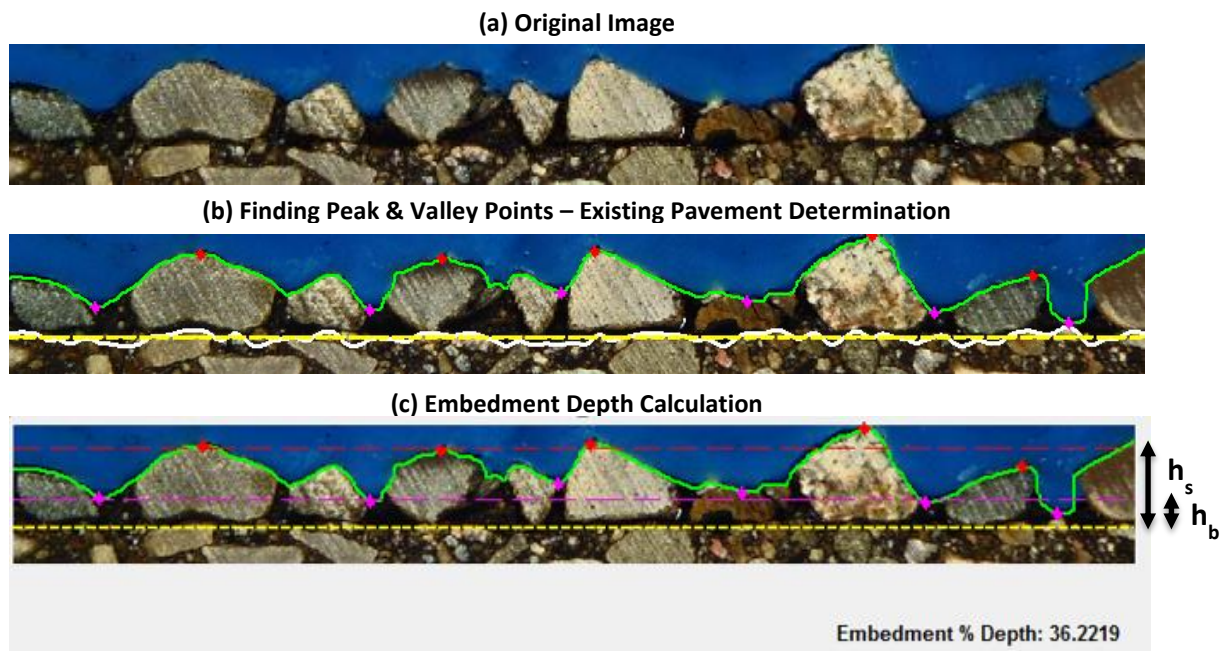 (a) Original Image
(b) Finding Peak & Valley Points – Existing Pavement Determination
(c) Embedment Depth Calculation
hs
hb
Embedment % Depth: 36.2219